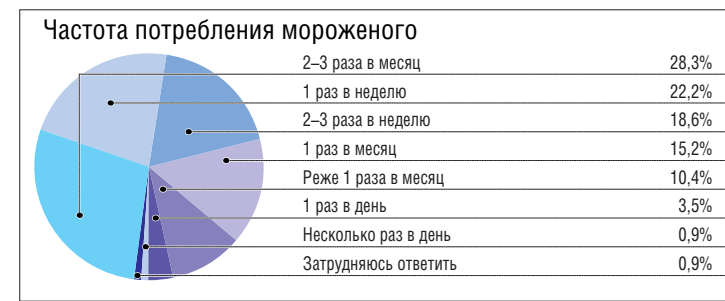 Частота потребления мороженого
2–3 раза в месяц 28,3%
1 раз в неделю 22,2%
2–3 раза в неделю 18,6%
1 раз в месяц 15,2%
Реже 1 раза в месяц 10,4%
1 раз в день 3,5%
Несколько раз в день 0,9%
Затрудняюсь ответить 0,9%